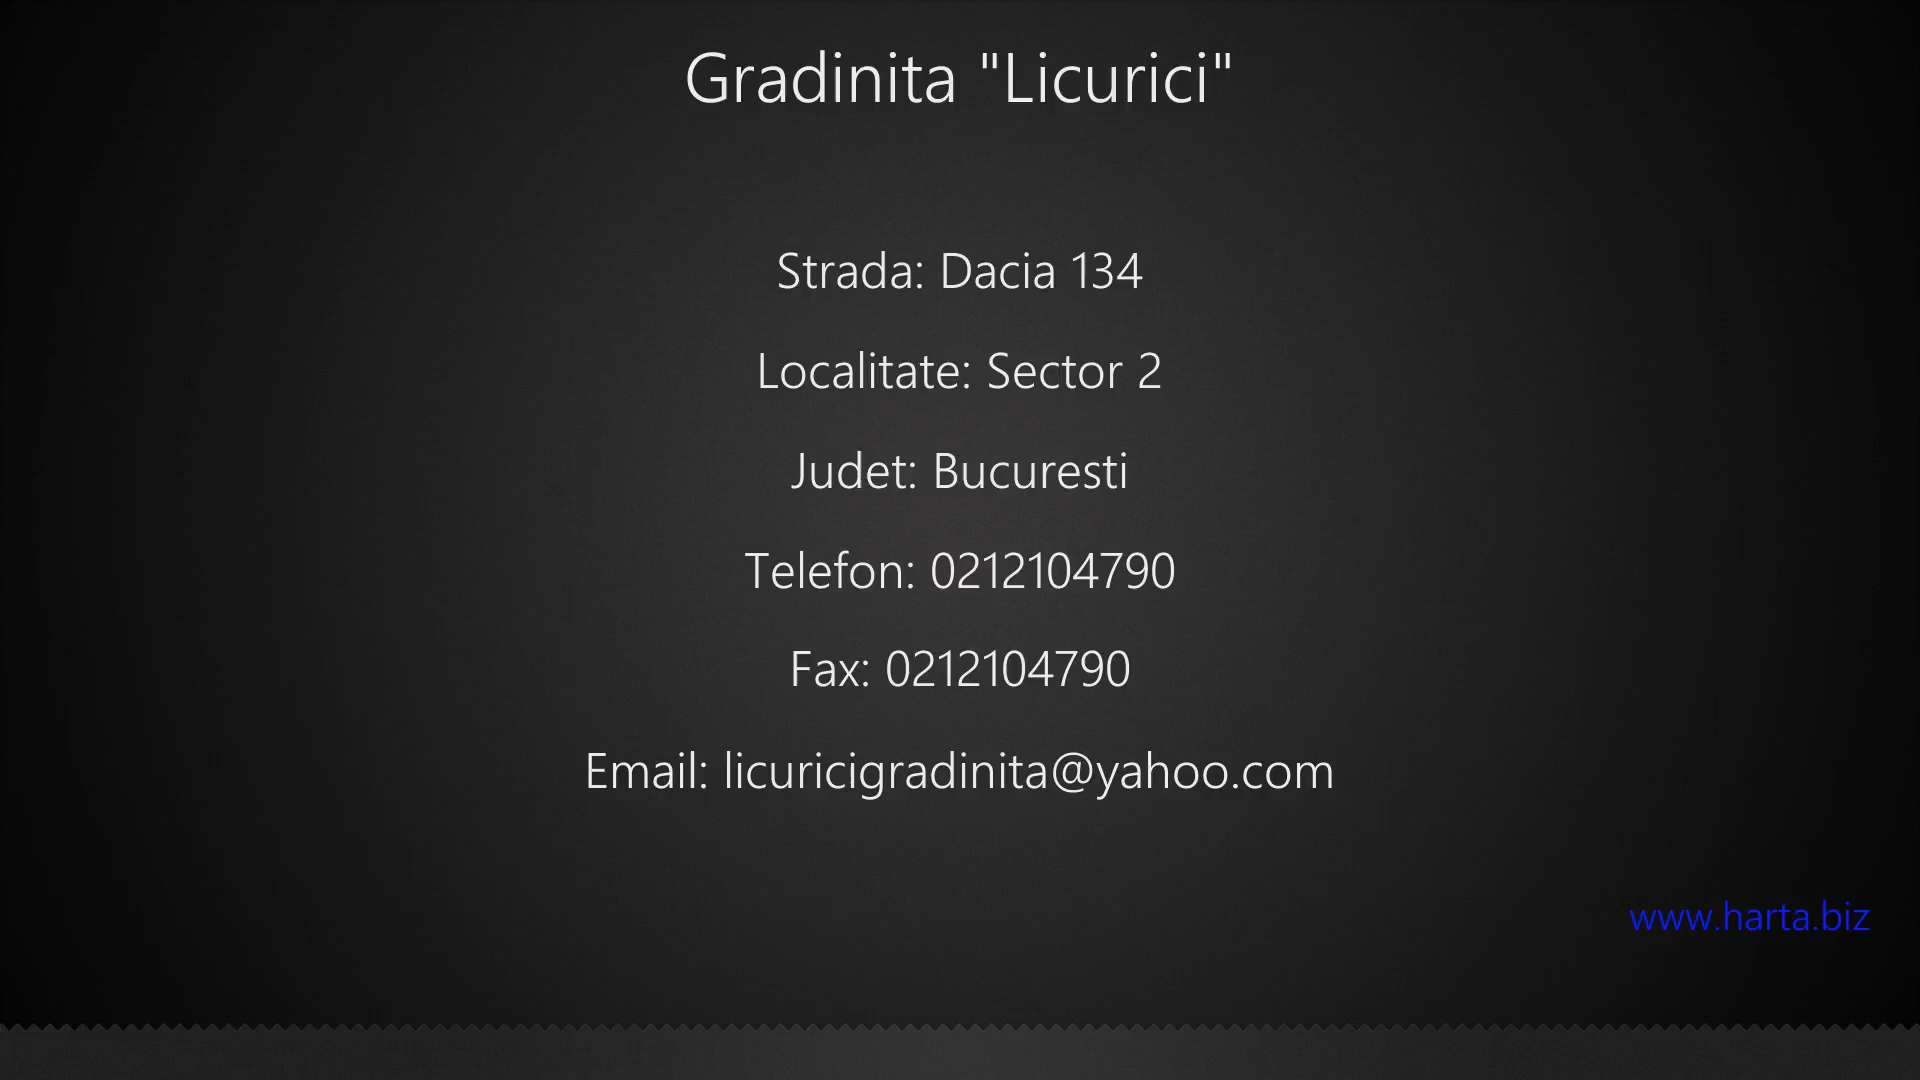 Gradinita "Licurici"
Strada: Dacia 134
Localitate: Sector 2
Judet: Bucuresti
Telefon: 0212104790
Fax: 0212104790
Email: licuricigradinita@yahoo.com
www.harta.biz